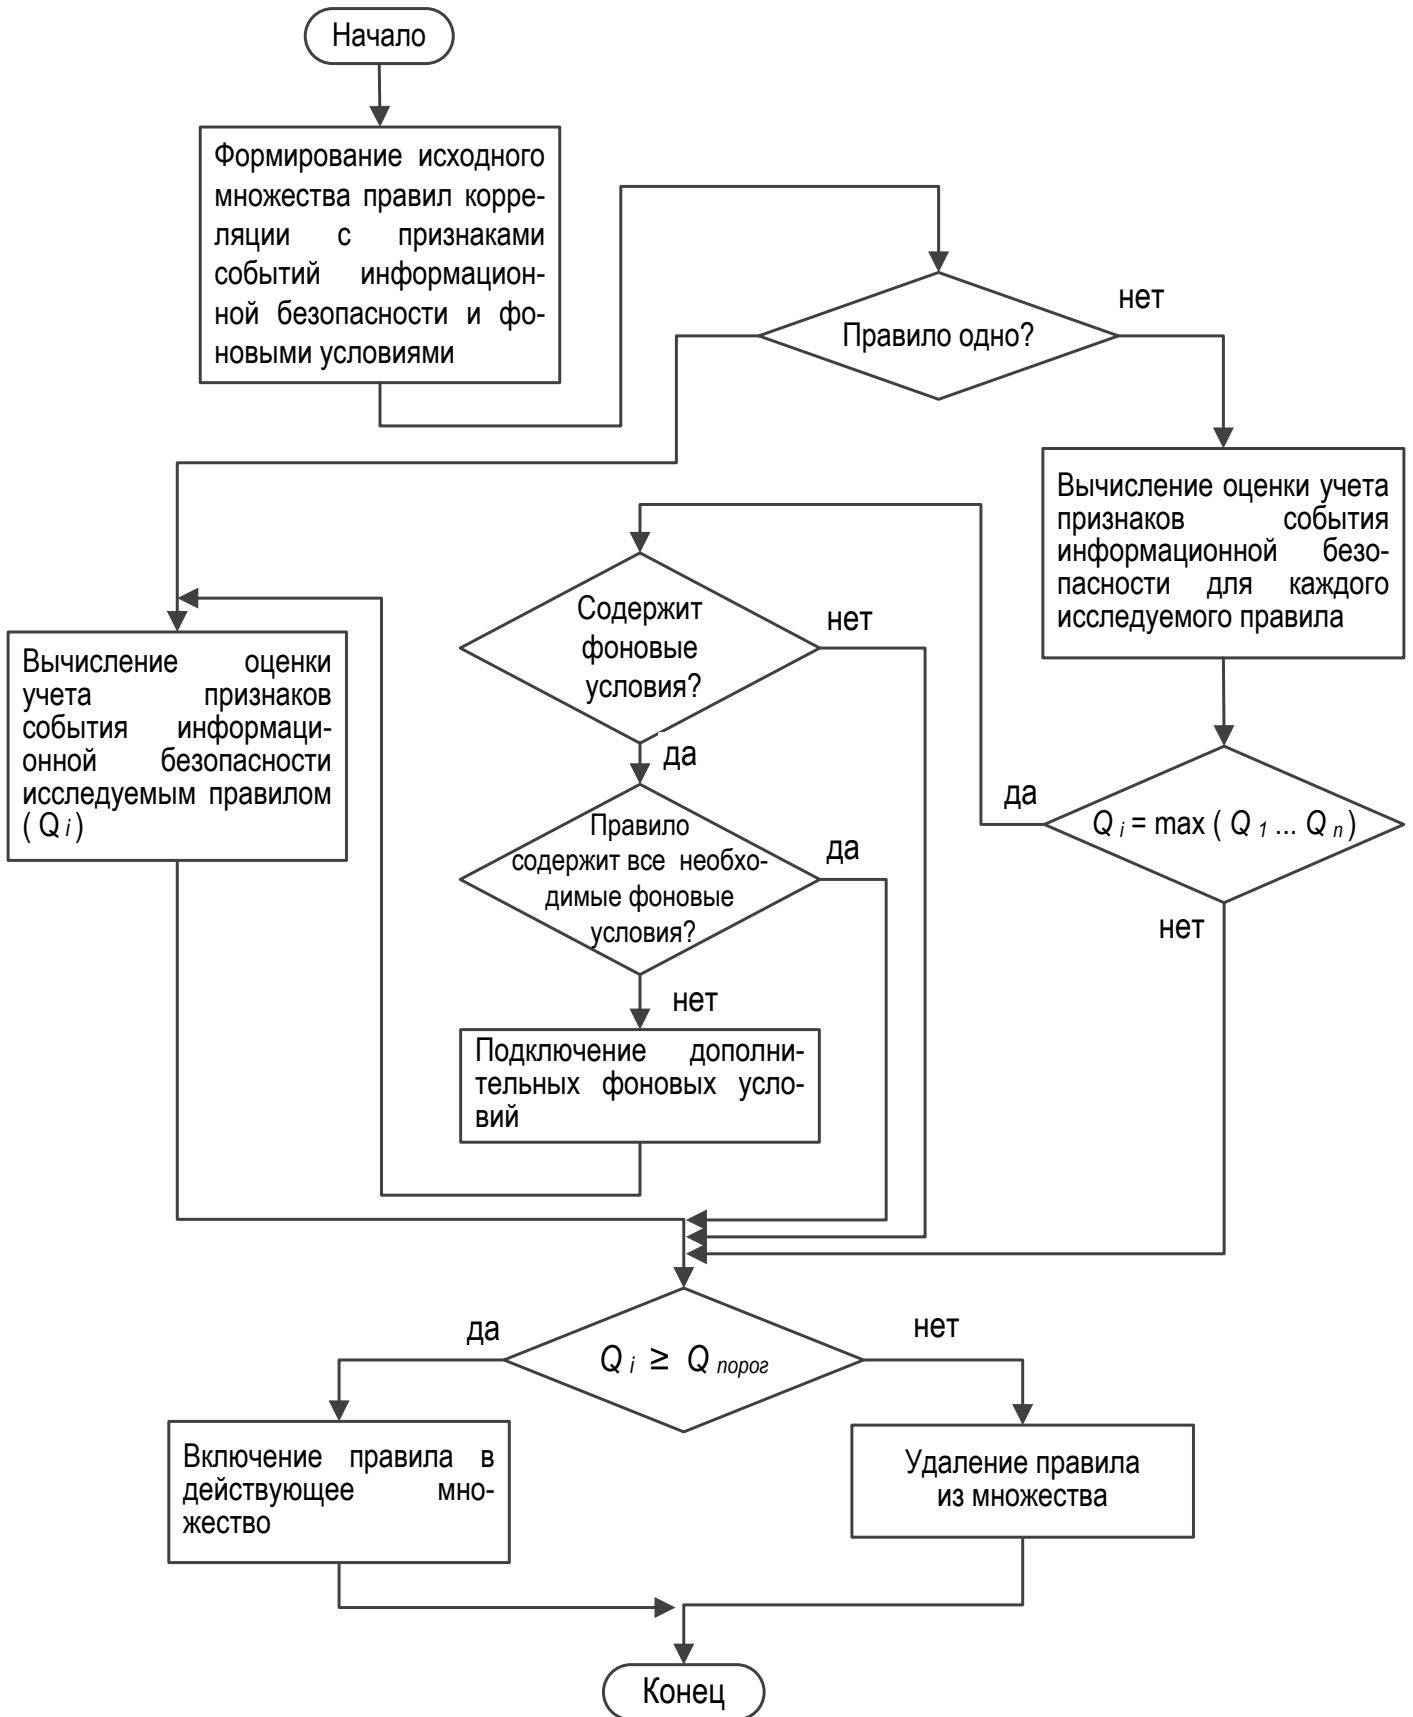 Начало
Формирование исходного
множества правил корре-
ляции с признаками
событий информацион-
ной безопасности и фо-
новыми условиями
нет
Правило одно?
Вычисление оценки учета
признаков события
информационной безо-
пасности для каждого
исследуемого правила
Содержит
фоновые
условия?
нет
да
Вычисление оценки
учета признаков
события информаци-
онной безопасности
исследуемым правилом
( Q i )
да
Q i = max ( Q 1 ... Q n )
нет
Правило
содержит все необхо-
димые фоновые
условия?
да
нет
Подключение дополни-
тельных фоновых усло-
вий
да
Q i ≥ Q порог
нет
Включение правила в
действующее мно-
жество
Удаление правила
из множества
Конец